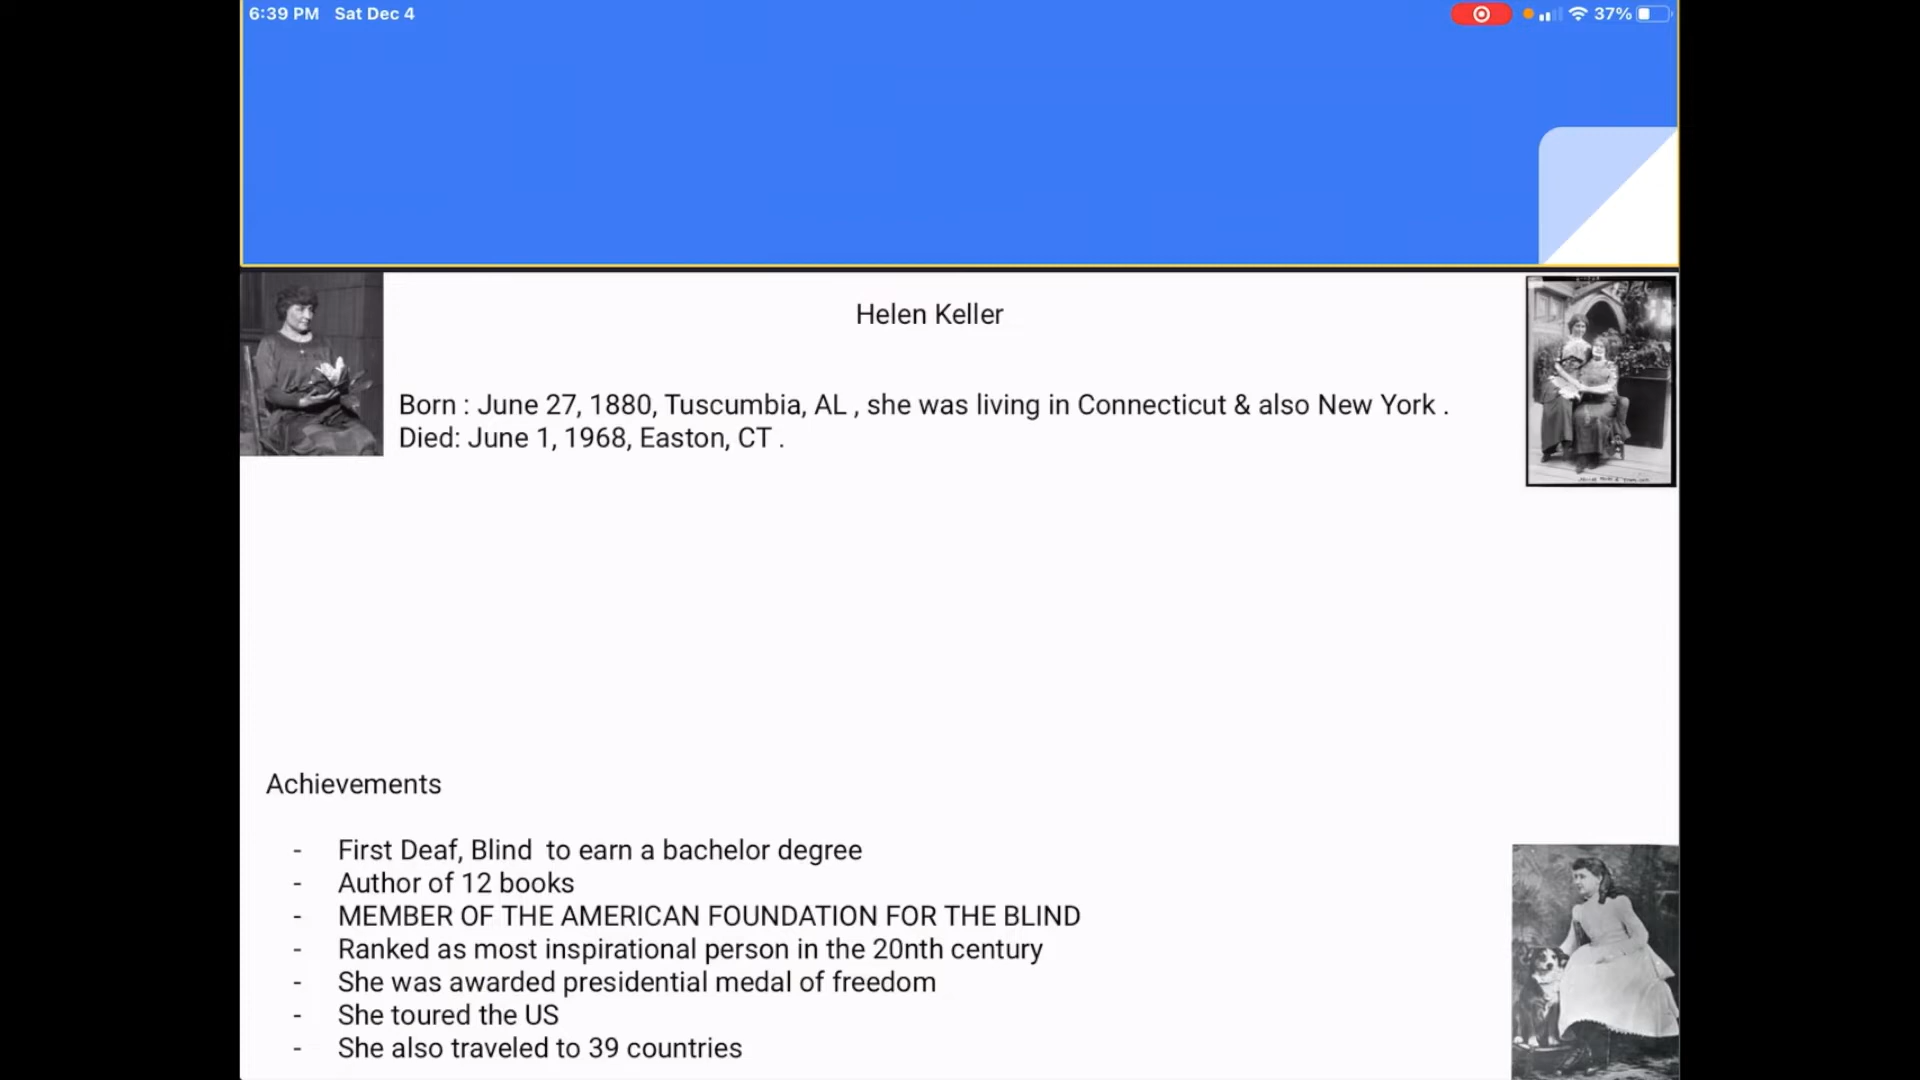 6:39 PM Sat Dec 4
37%
Helen Keller
Born : June 27, 1880, Tuscumbia, AL , she was living in Connecticut & also New York .
Died: June 1, 1968, Easton, CT .
Achievements
- First Deaf, Blind  to earn a bachelor degree
- Author of 12 books
- MEMBER OF THE AMERICAN FOUNDATION FOR THE BLIND
- Ranked as most inspirational person in the 20nth century
- She was awarded presidential medal of freedom
- She toured the US
- She also traveled to 39 countries